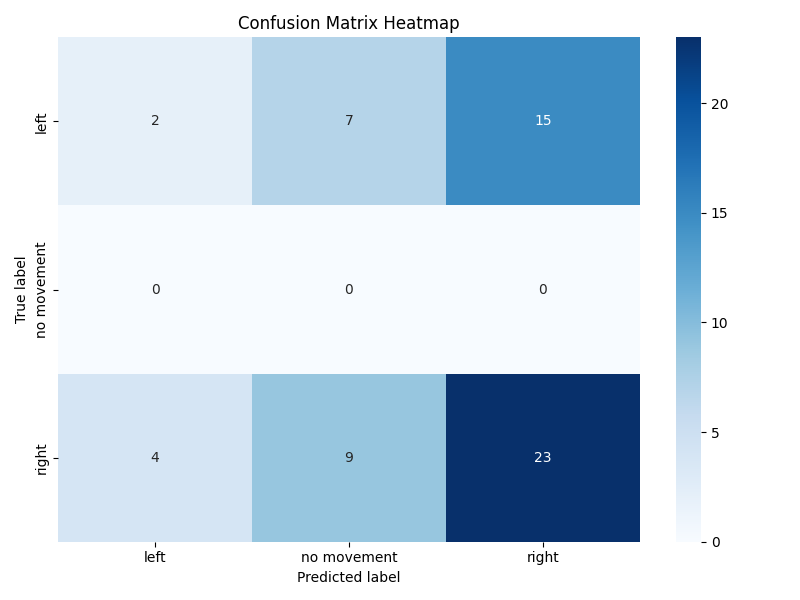 Confusion Matrix Heatmap
True label
left
2 7 15
no movement
0 0 0
right
4 9 23
left no movement right
Predicted label
20
15
10
5
0